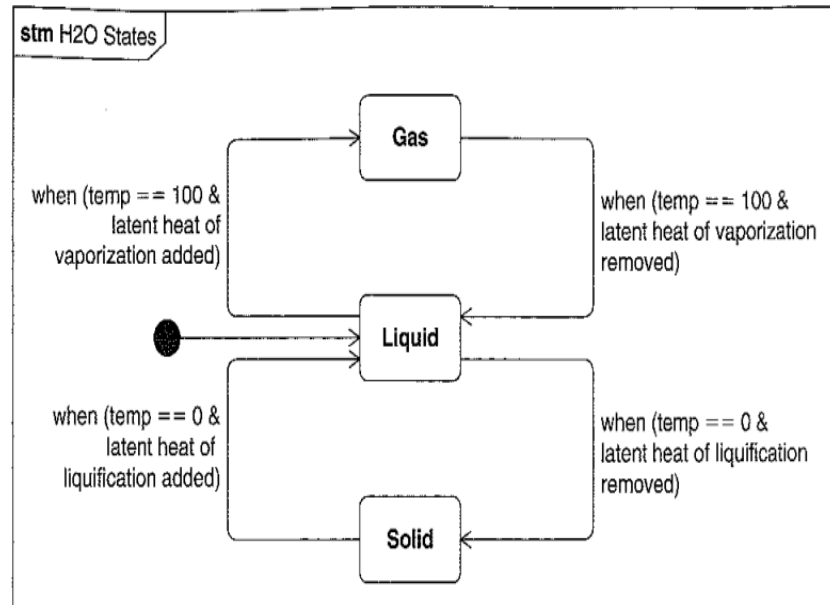 stm H2O States
Gas
when (temp == 100 &
latent heat of
vaporization added)
when (temp == 100 &
latent heat of vaporization
removed)
Liquid
when (temp == 0 &
latent heat of
liquification added)
when (temp == 0 &
latent heat of liquification
removed)
Solid